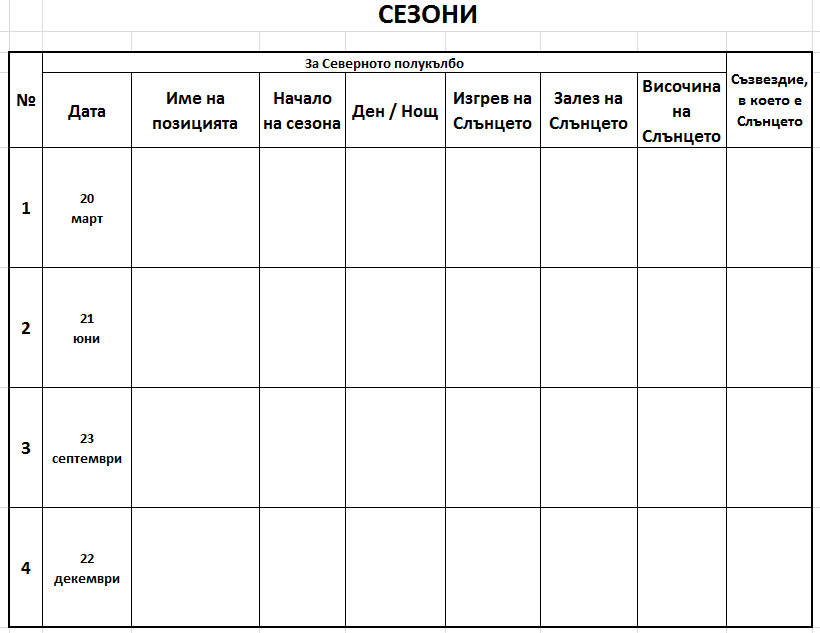 СЕЗОНИ
За Северното полукълбо
№
Дата
Име на
позицията
Начало
на сезона
Ден / Нощ
Изгрев на
Слънцето
Залез на
Слънцето
Височина
на
Слънцето
Съзвездие,
в което е
Слънцето
1
20
март
2
21
юни
3
23
септември
4
22
декември